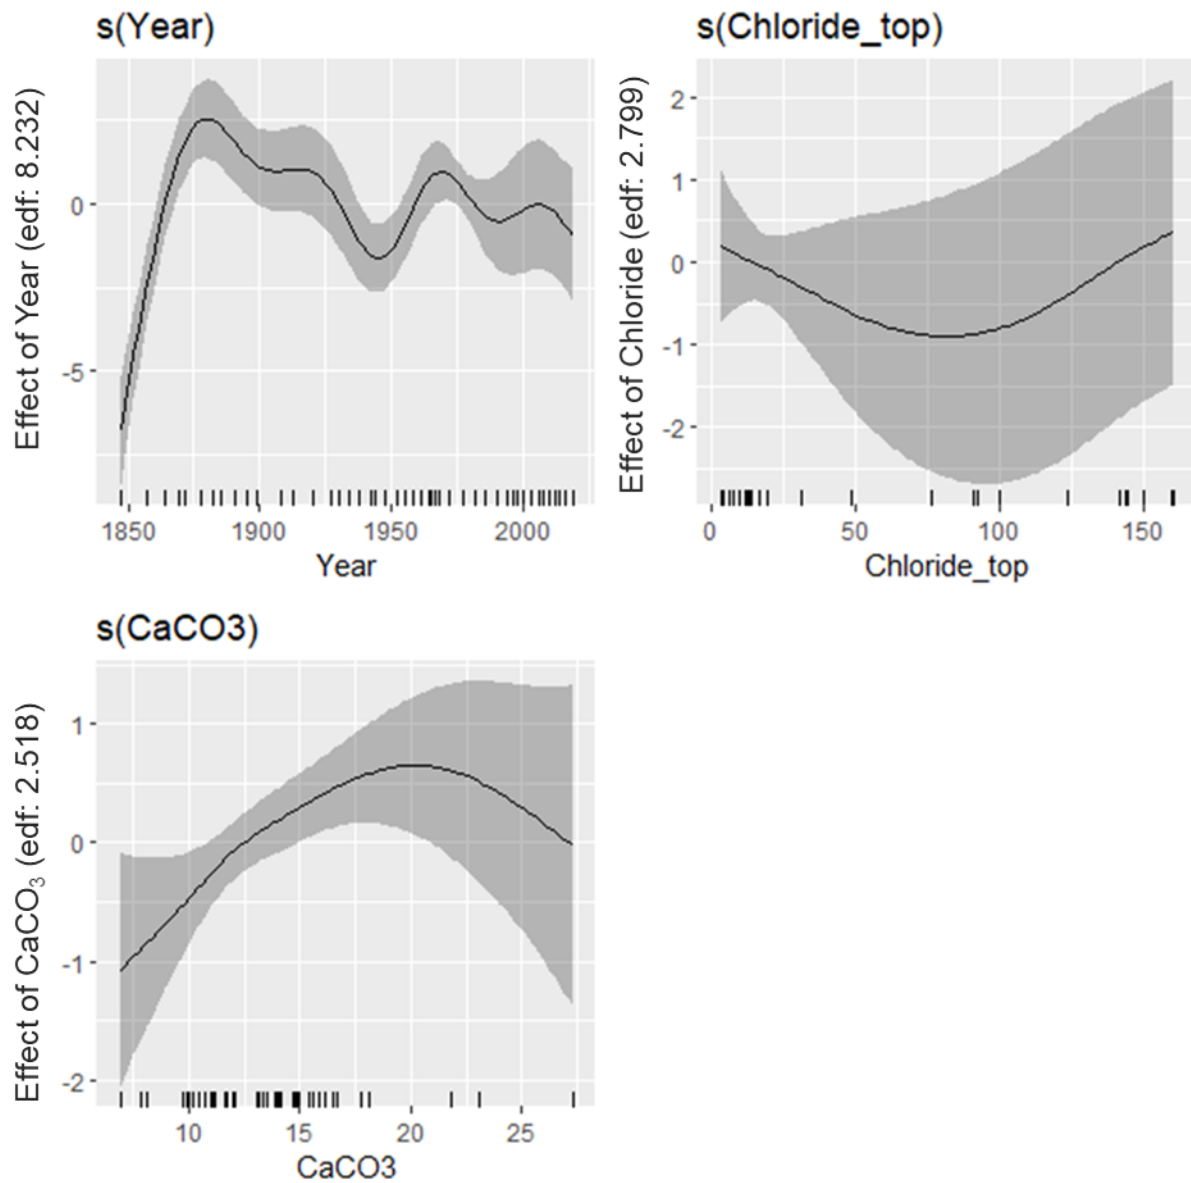 s(Year)
Effect of Year (edf: 8.232)
0
-5
1850 1900 1950 2000
Year
s(Chloride_top)
Effect of Chloride (edf: 2.799)
2
1
0
-1
-2
0 50 100 150
Chloride_top
s(CaCO3)
Effect of CaCO₃ (edf: 2.518)
1
0
-1
-2
10 15 20 25
CaCO3